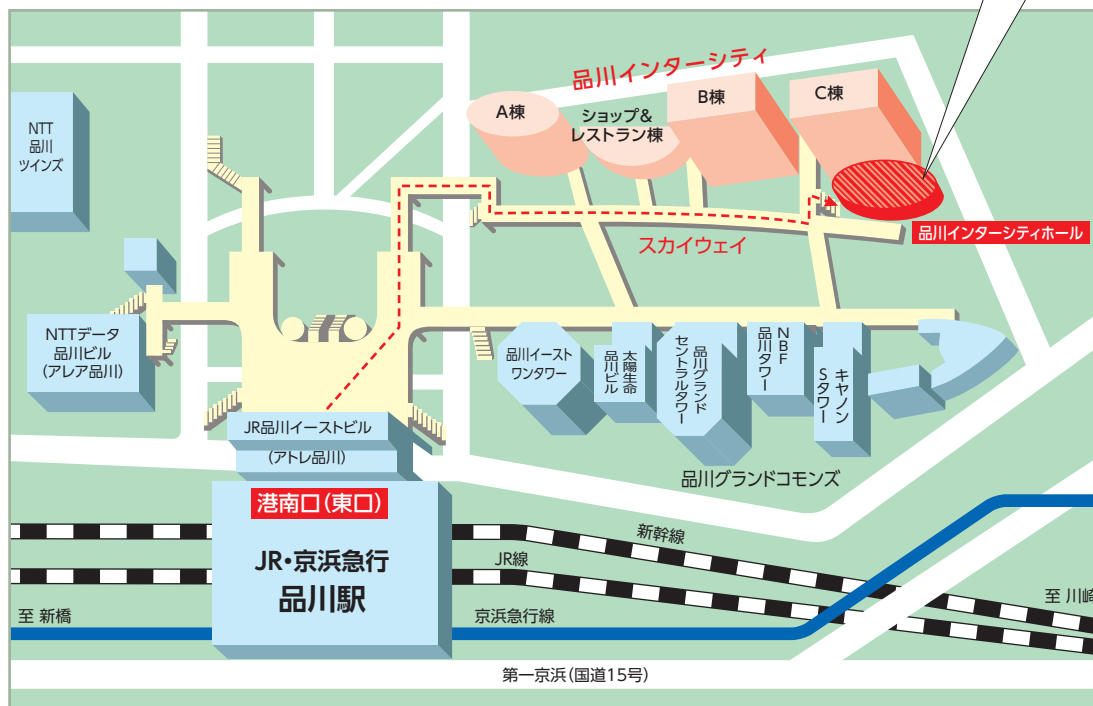 品川インターシティ
A棟
ショップ&
レストラン棟
B棟
C棟
NTT
品川
ツインズ
品川インターシティホール
スカイウェイ
NTTデータ
品川ビル
(アレア品川)
品川イースト
ワンタワー
太陽生命
品川ビル
品川グランド
セントラルタワー
NBF
品川タワー
キヤノン
Sタワー
JR品川イーストビル
(アトレ品川)
品川グランドコモンズ
港南口(東口)
JR・京浜急行
品川駅
新幹線
JR線
至 新橋
京浜急行線
至 川崎
第一京浜(国道15号)